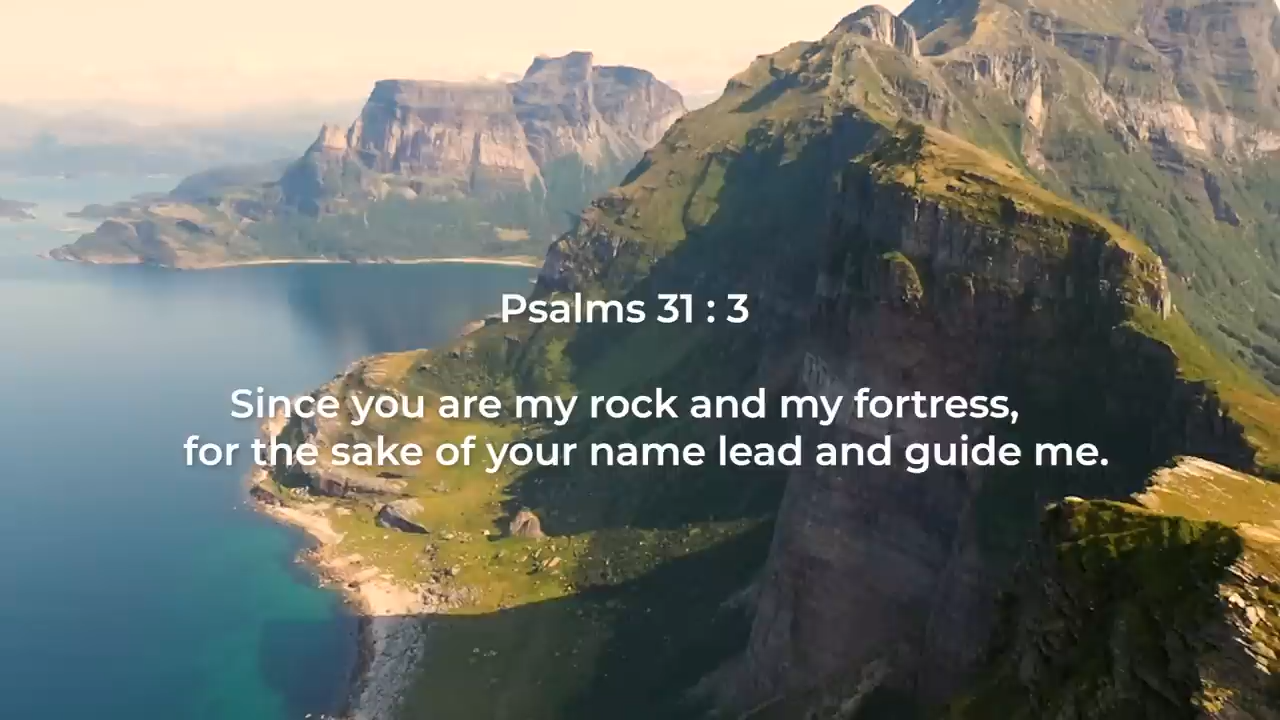 Psalms 31 : 3
Since you are my rock and my fortress,
for the sake of your name lead and guide me.